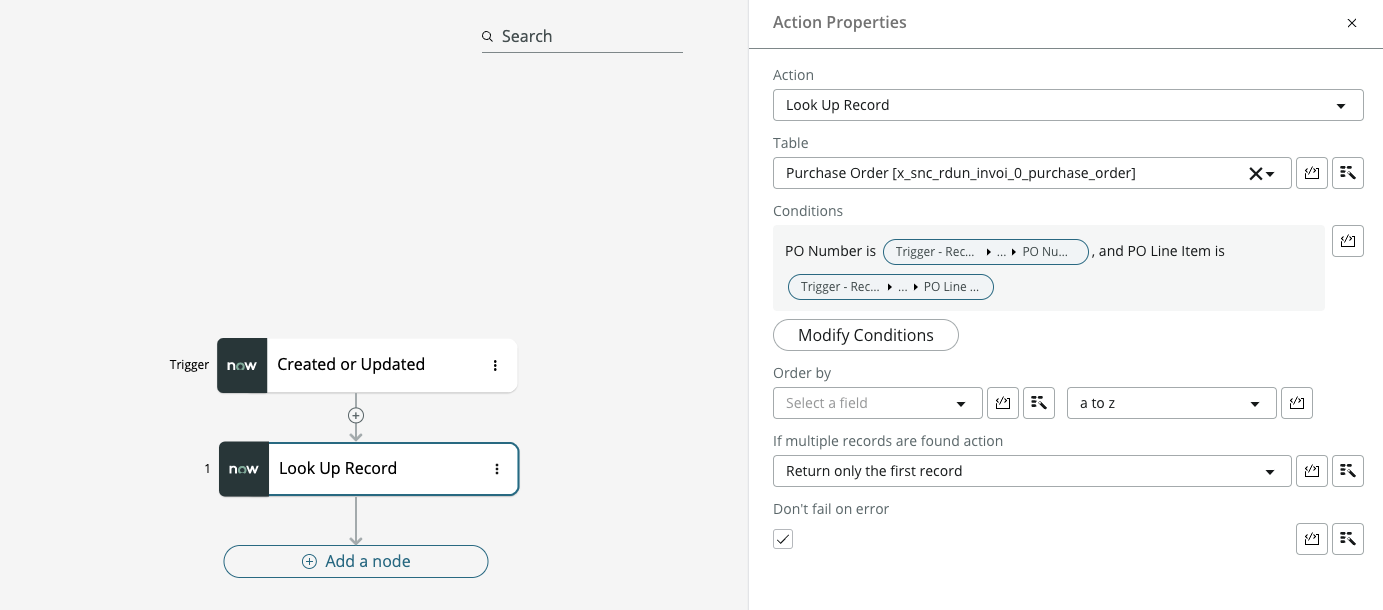 Search
Trigger
now
Created or Updated
1
now
Look Up Record
Add a node
Action Properties
Action
Look Up Record
Table
Purchase Order [x_snc_rdun_invoi_0_purchase_order]
Conditions
PO Number is Trigger - Rec... ... PO Nu... , and PO Line Item is
Trigger - Rec... ... PO Line ...
Modify Conditions
Order by
Select a field a to z
If multiple records are found action
Return only the first record
Don't fail on error